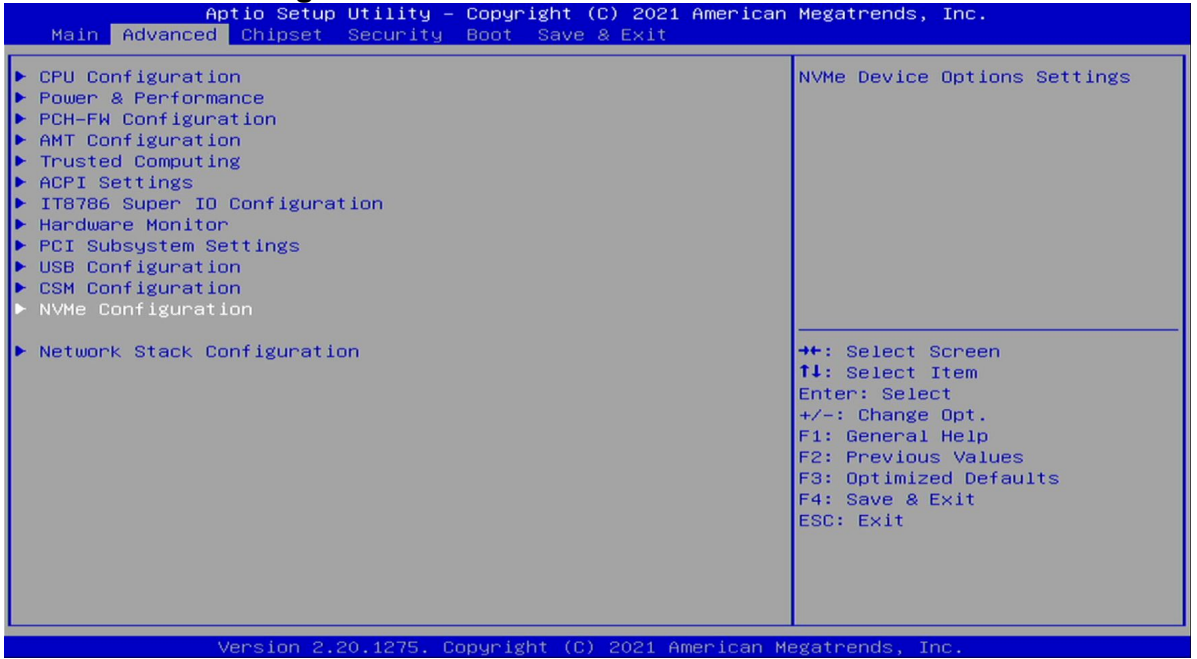 Aptio Setup Utility – Copyright (C) 2021 American Megatrends, Inc.
Main Advanced Chipset Security Boot Save & Exit
▶ CPU Configuration
▶ Power & Performance
▶ PCH-FW Configuration
▶ AMT Configuration
▶ Trusted Computing
▶ ACPI Settings
▶ IT8786 Super IO Configuration
▶ Hardware Monitor
▶ PCI Subsystem Settings
▶ USB Configuration
▶ CSM Configuration
▶ NVMe Configuration
▶ Network Stack Configuration
NVMe Device Options Settings
→←: Select Screen
↑↓: Select Item
Enter: Select
+/-: Change Opt.
F1: General Help
F2: Previous Values
F3: Optimized Defaults
F4: Save & Exit
ESC: Exit
Version 2.20.1275. Copyright (C) 2021 American Megatrends, Inc.